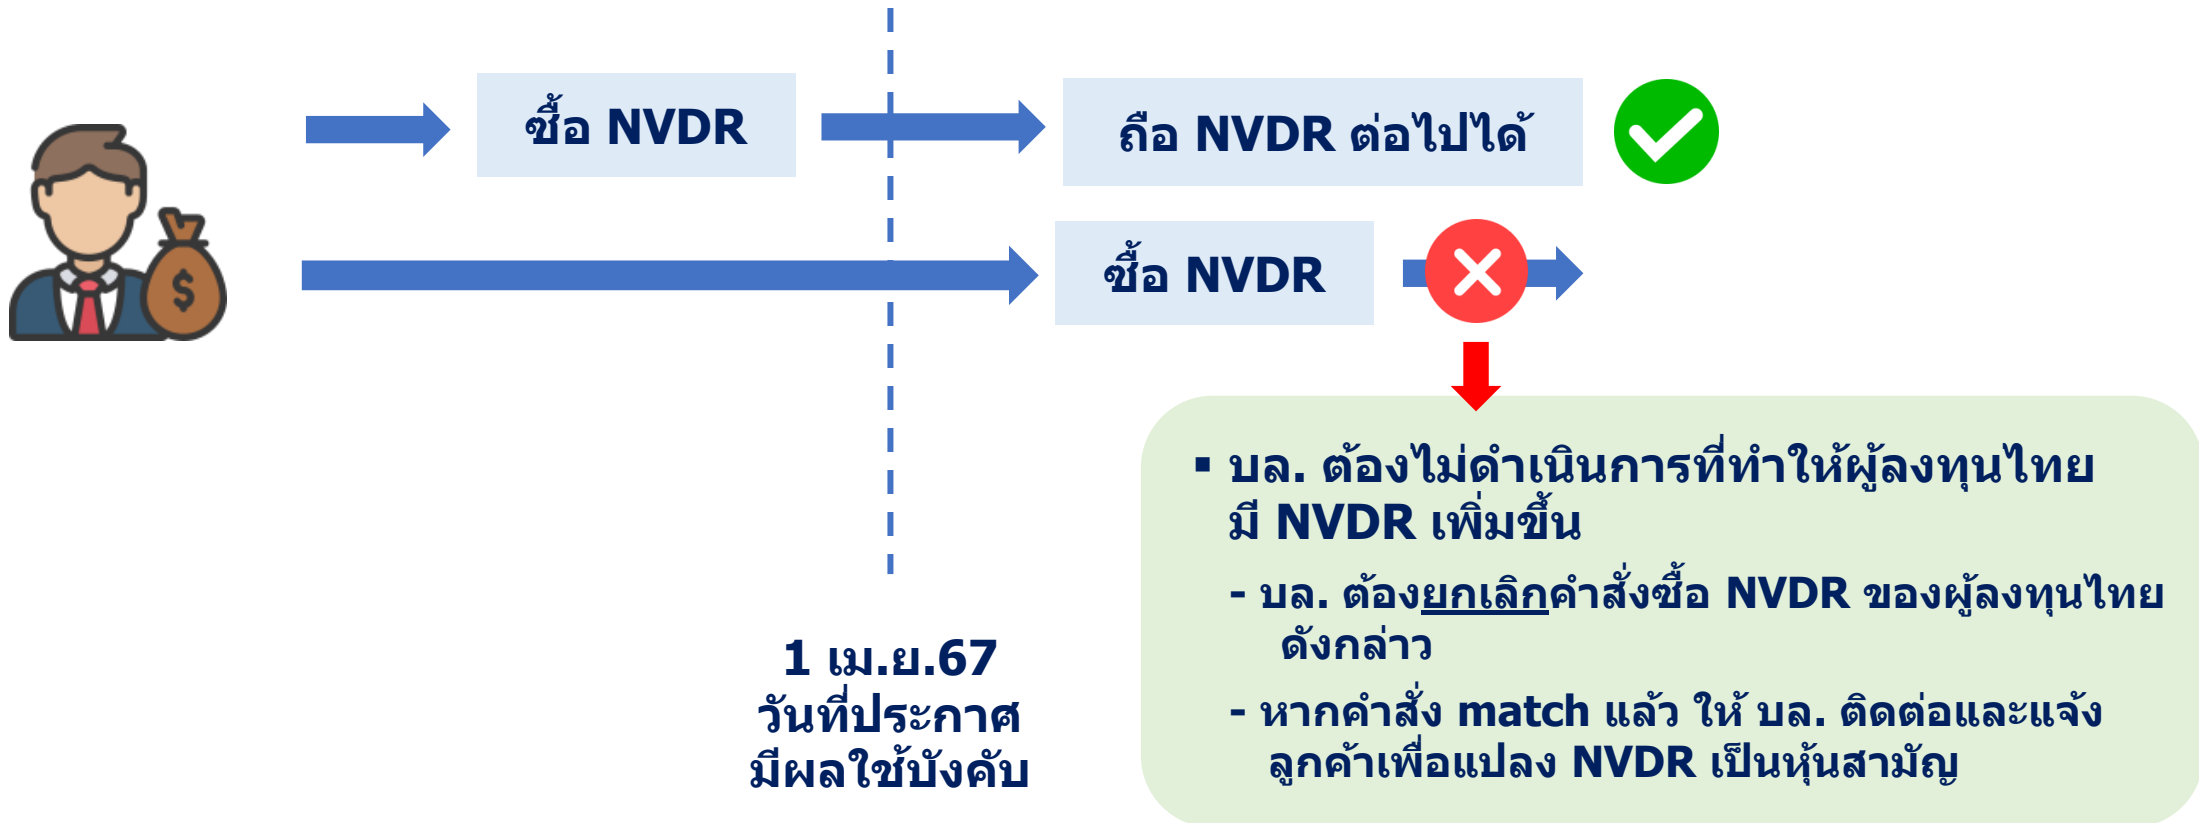 ซื้อ NVDR
ถือ NVDR ต่อไปได้
ซื้อ NVDR
$
1 เม.ย.67
วันที่ประกาศ
มีผลใช้บังคับ
▪ บล. ต้องไม่ดำเนินการที่ทำให้ผู้ลงทุนไทย
มี NVDR เพิ่มขึ้น
- บล. ต้องยกเลิกคำสั่งซื้อ NVDR ของผู้ลงทุนไทย
ดังกล่าว
- หากคำสั่ง match แล้ว ให้ บล. ติดต่อและแจ้ง
ลูกค้าเพื่อแปลง NVDR เป็นหุ้นสามัญ